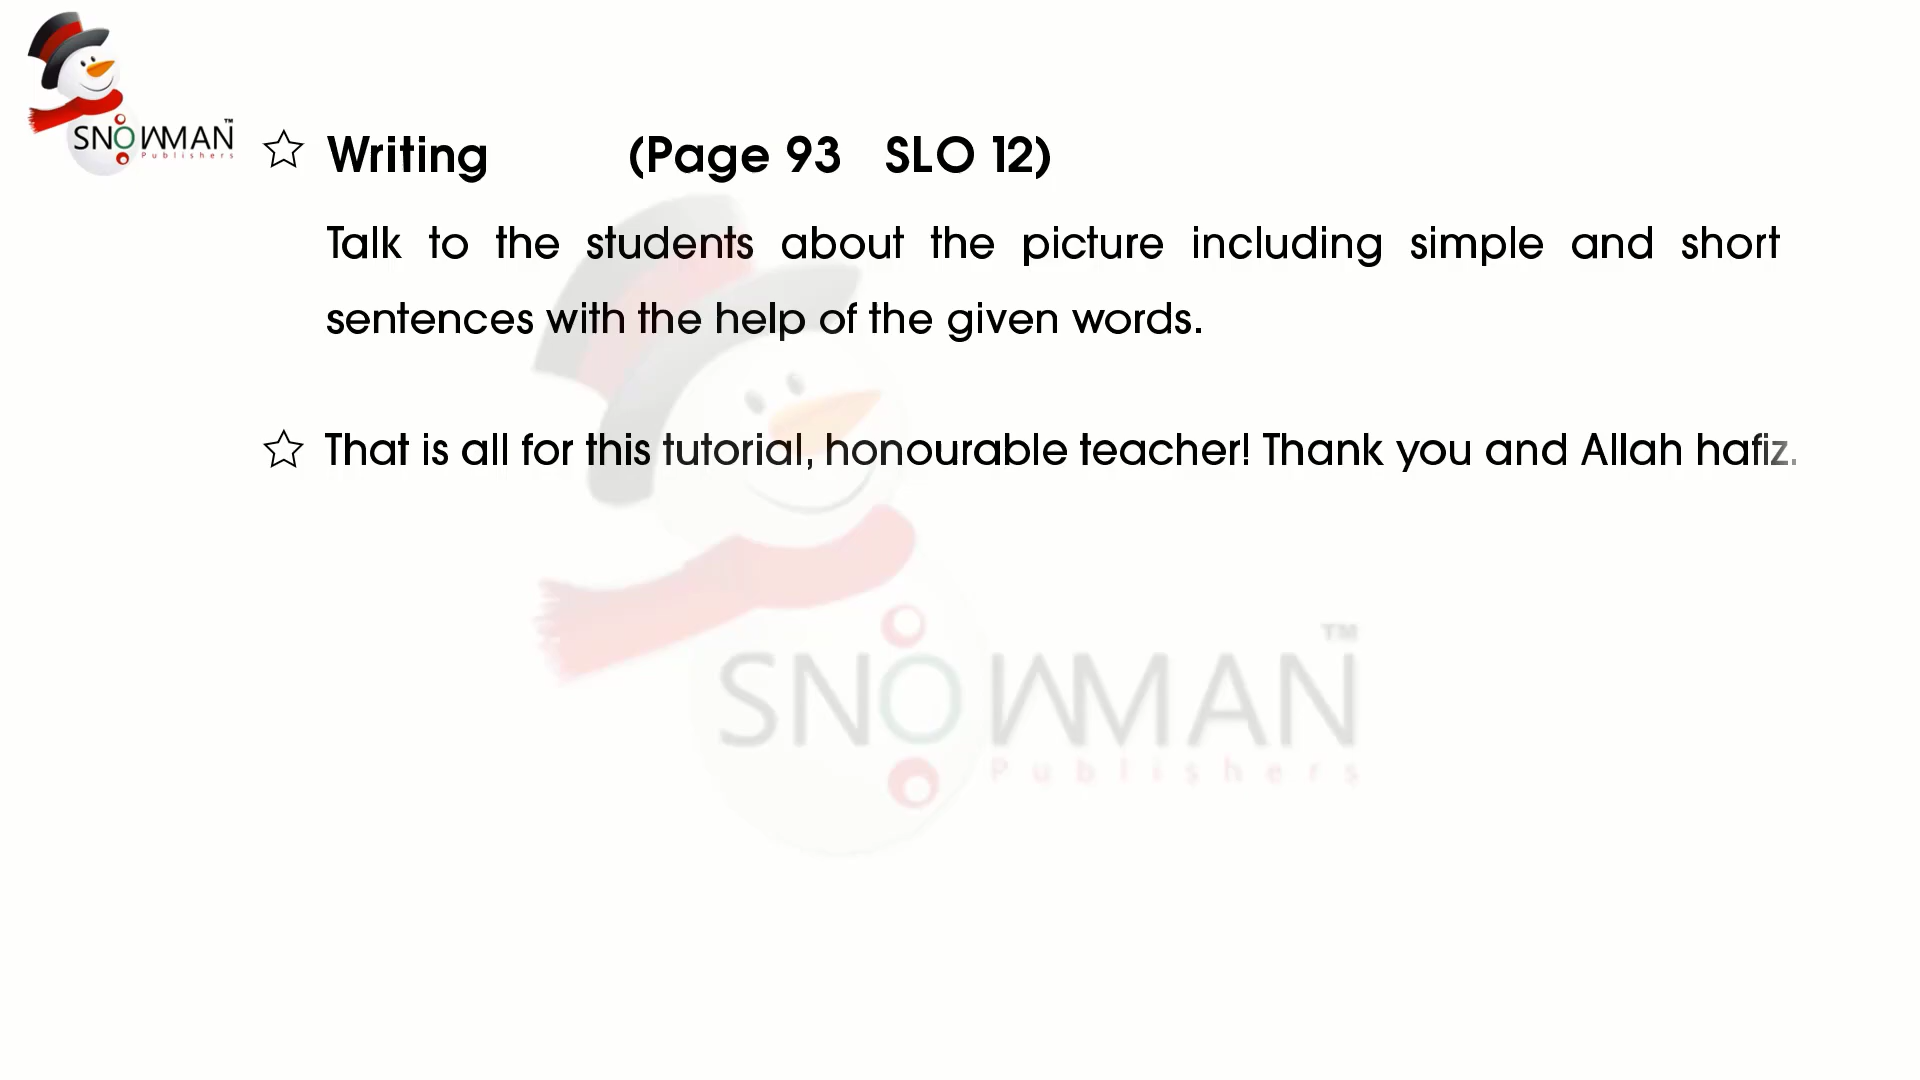 SNOWMAN™
Publishers
Writing (Page 93 SLO 12)
Talk to the students about the picture including simple and short
sentences with the help of the given words.
That is all for this tutorial, honourable teacher! Thank you and Allah hafiz.
SNOWMAN™
Publishers